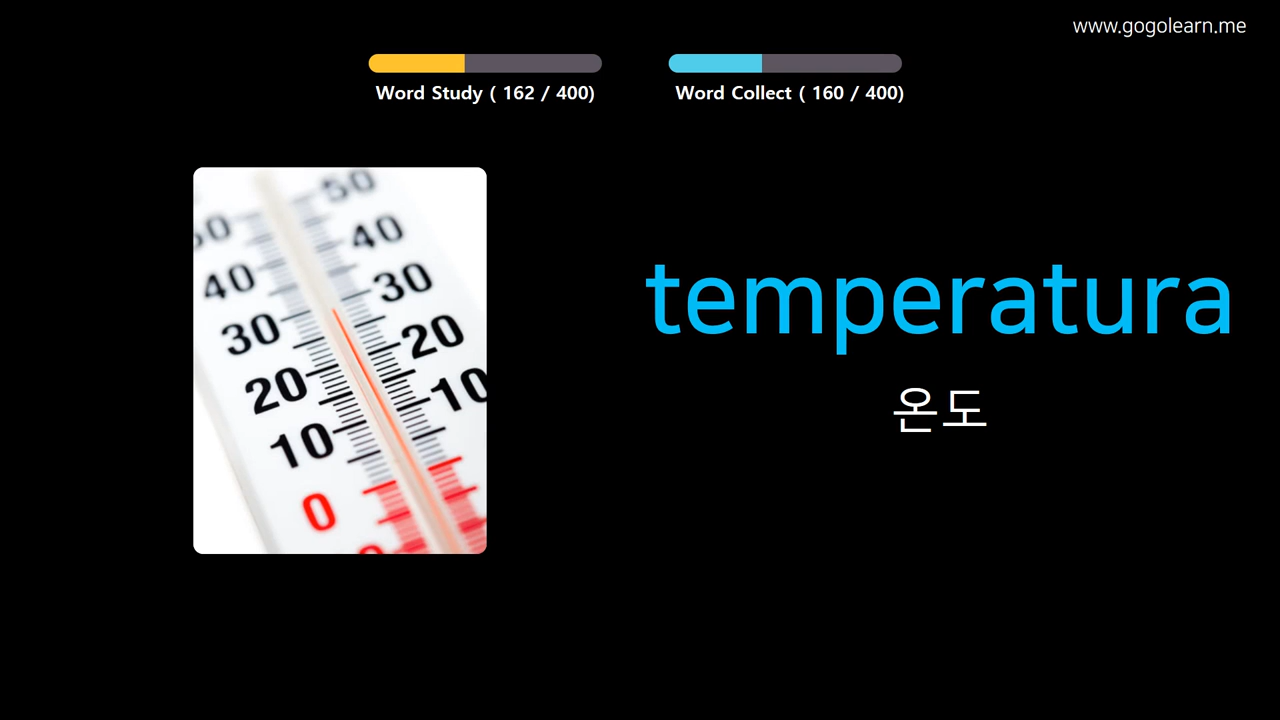 www.gogolearn.me
Word Study ( 162 / 400)
Word Collect ( 160 / 400)
50
40
30
20
10
40
30
20
10
0
temperatura
온도